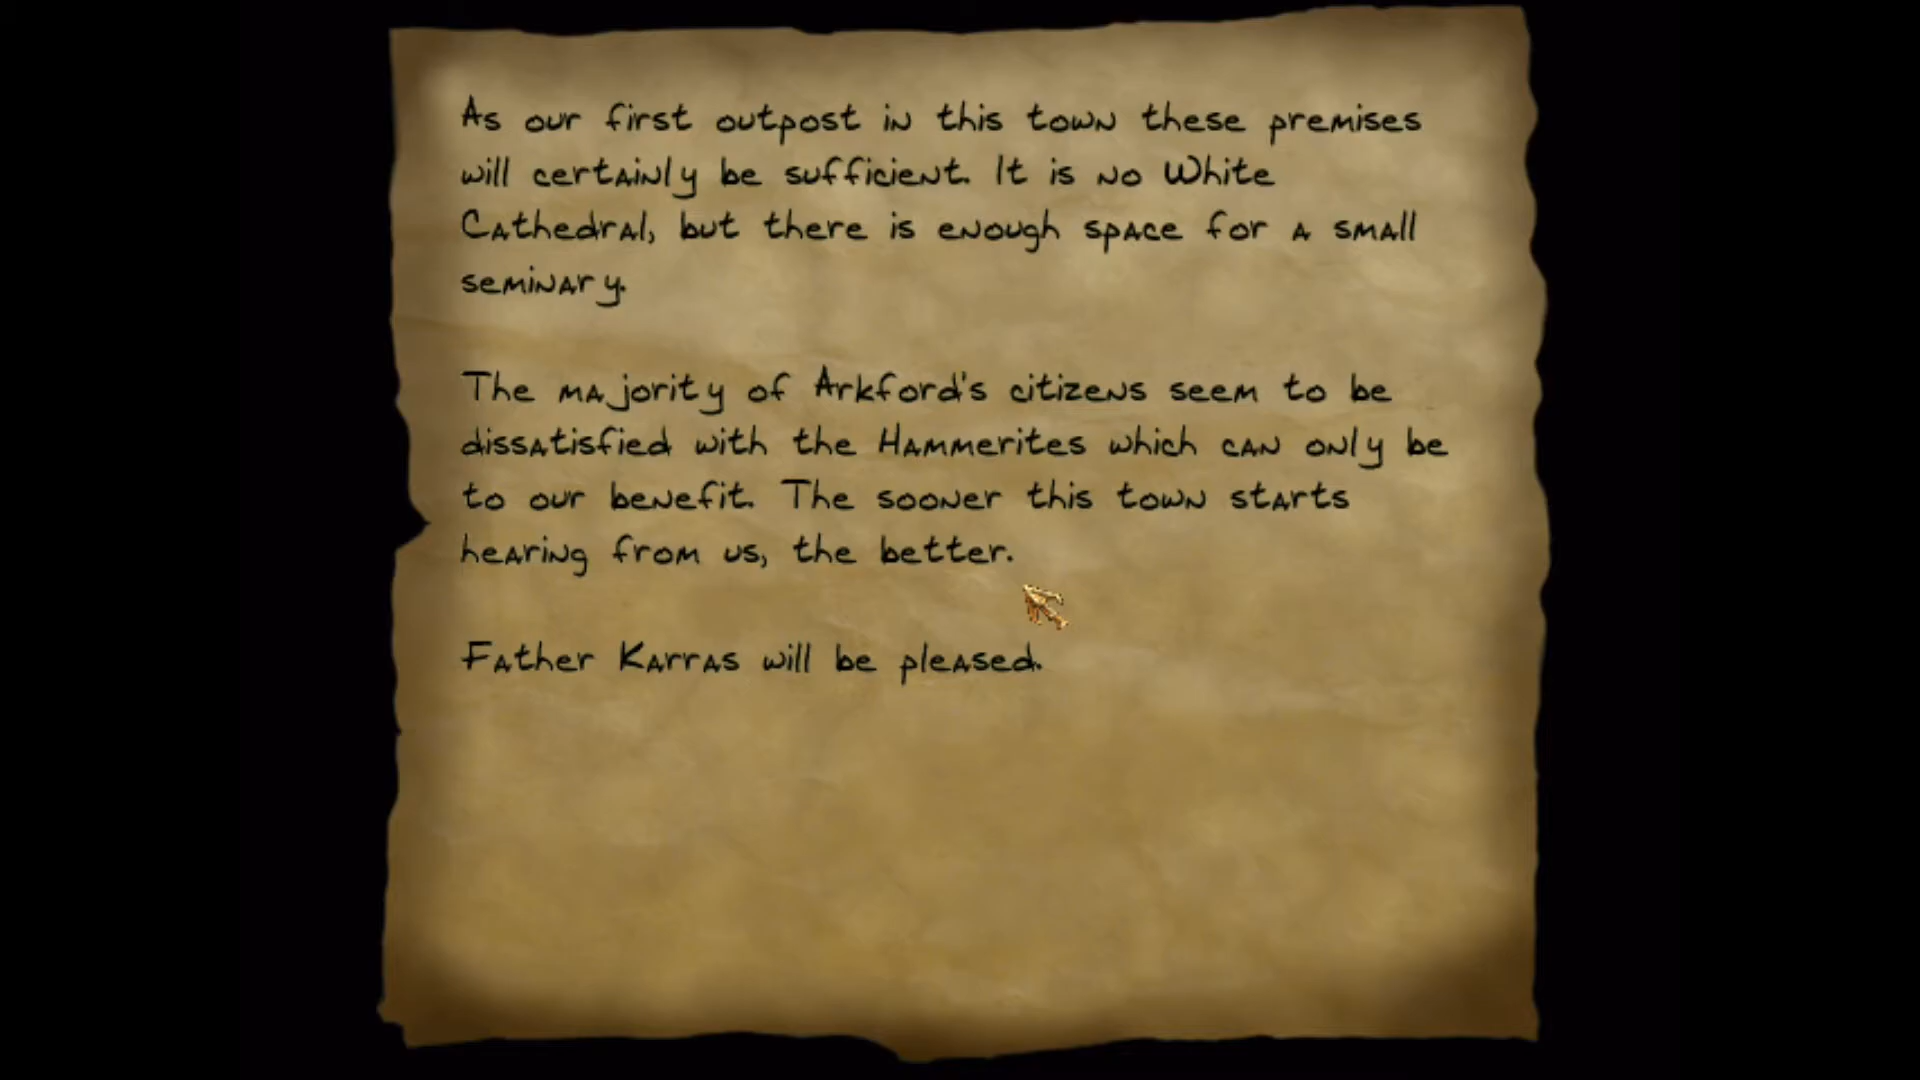 As our first outpost in this town these premises
will certainly be sufficient. It is no White
Cathedral, but there is enough space for a small
seminary.
The majority of Arkford's citizens seem to be
dissatisfied with the Hammerites which can only be
to our benefit. The sooner this town starts
hearing from us, the better.
Father Karras will be pleased.